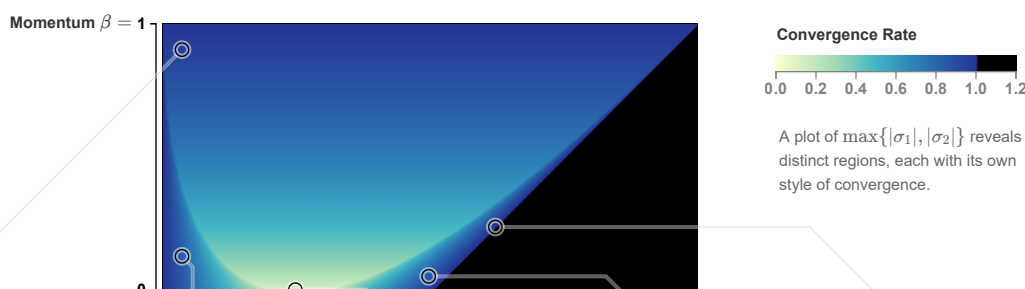 Momentum β = 1
0
Convergence Rate
0.0 0.2 0.4 0.6 0.8 1.0 1.2
A plot of max{|σ₁|, |σ₂|} reveals
distinct regions, each with its own
style of convergence.